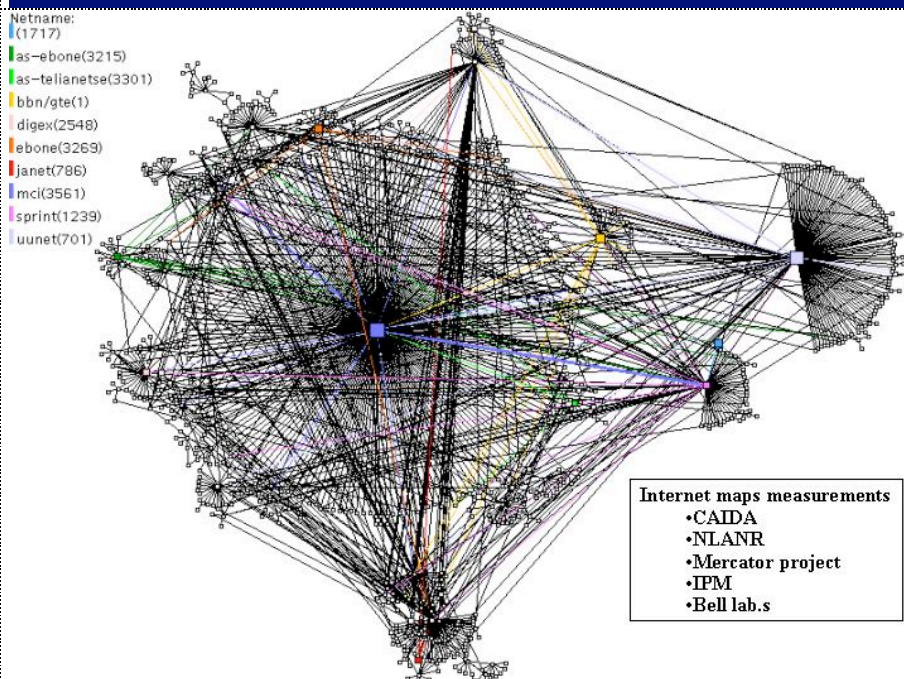 Netname:
(1717)
as-ebone(3215)
as-telianetse(3301)
bbn/gte(1)
digex(2548)
ebone(3269)
janet(786)
mci(3561)
sprint(1239)
uunet(701)
Internet maps measurements
•CAIDA
•NLANR
•Mercator project
•IPM
•Bell lab.s